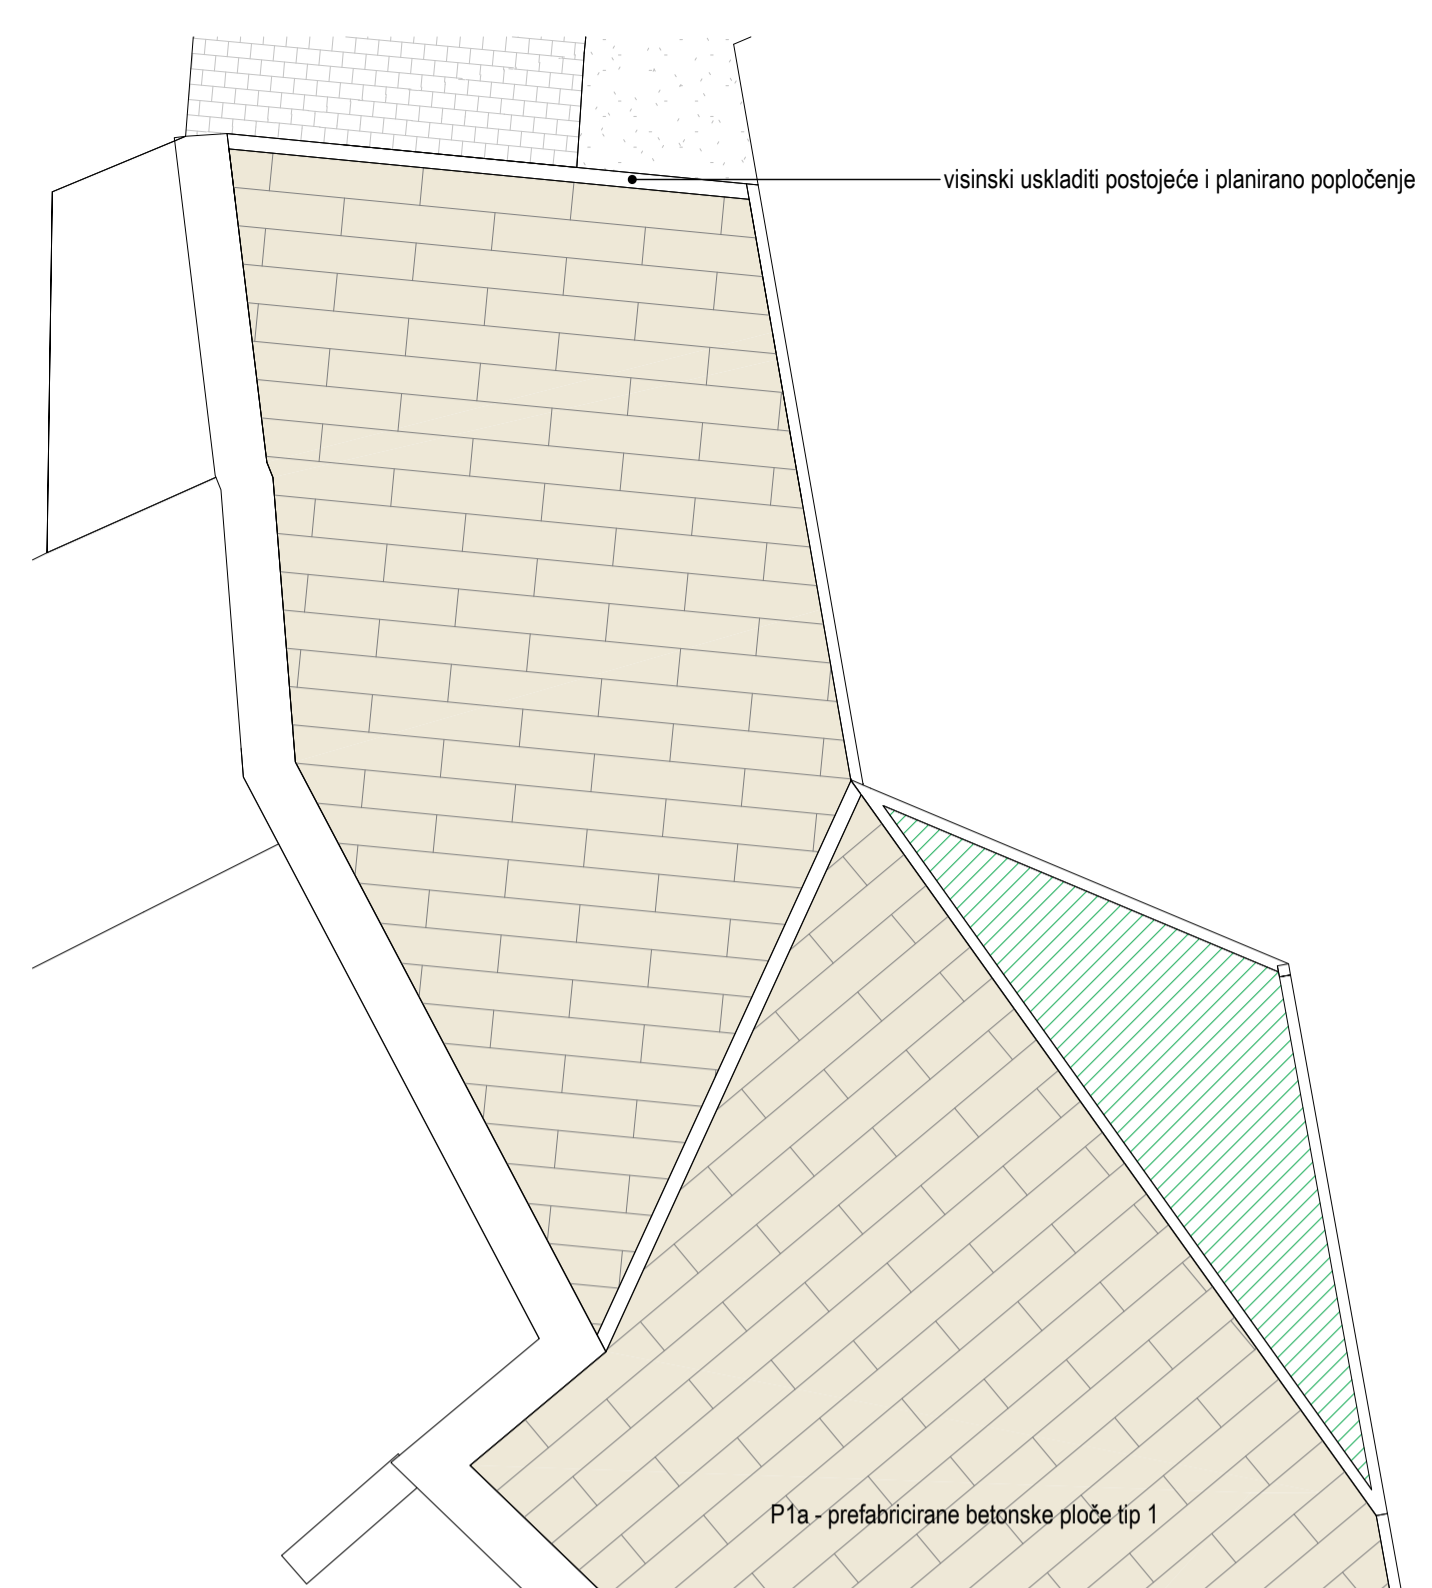 visinski uskladiti postojeće i planirano popločenje
P1a - prefabricirane betonske ploče tip 1